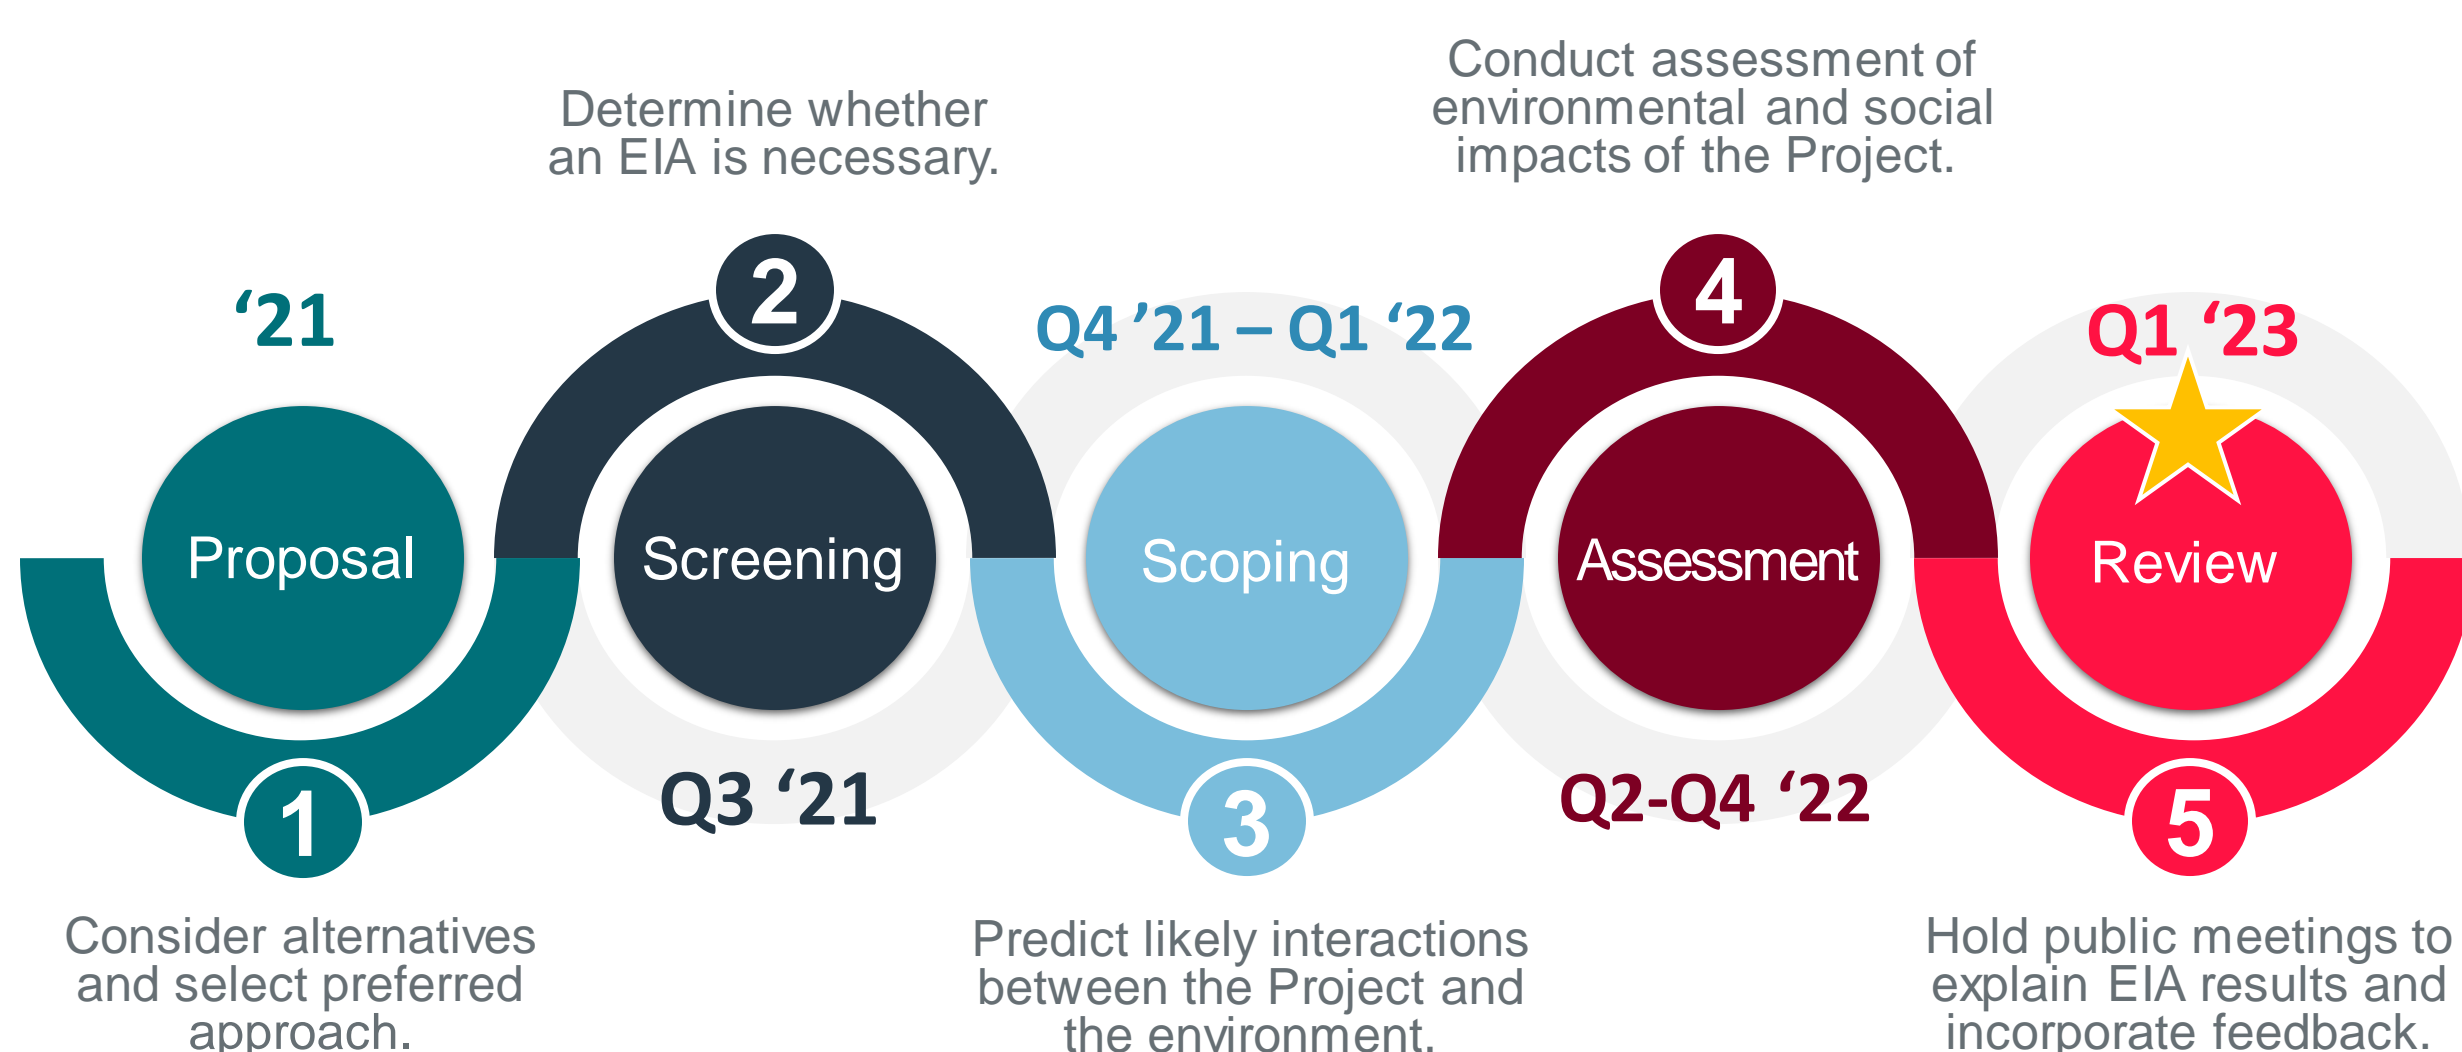 ‘21
Proposal
1
Consider alternatives
and select preferred
approach.
Determine whether
an EIA is necessary.
2
Screening
Q3 ‘21
Q4 ’21 – Q1 ‘22
Scoping
3
Predict likely interactions
between the Project and
the environment.
Conduct assessment of
environmental and social
impacts of the Project.
4
Assessment
Q2-Q4 ‘22
Q1 ‘23
Review
5
Hold public meetings to
explain EIA results and
incorporate feedback.